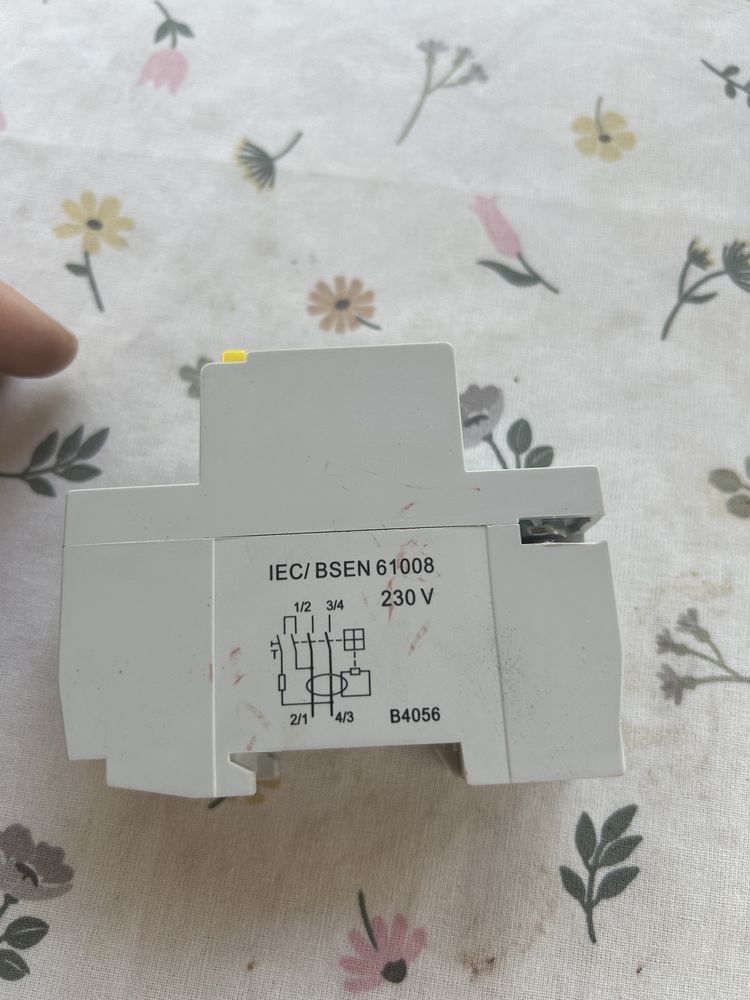 IEC/ BSEN 61008
230 V
1/2 3/4
T
2/1 4/3
B4056